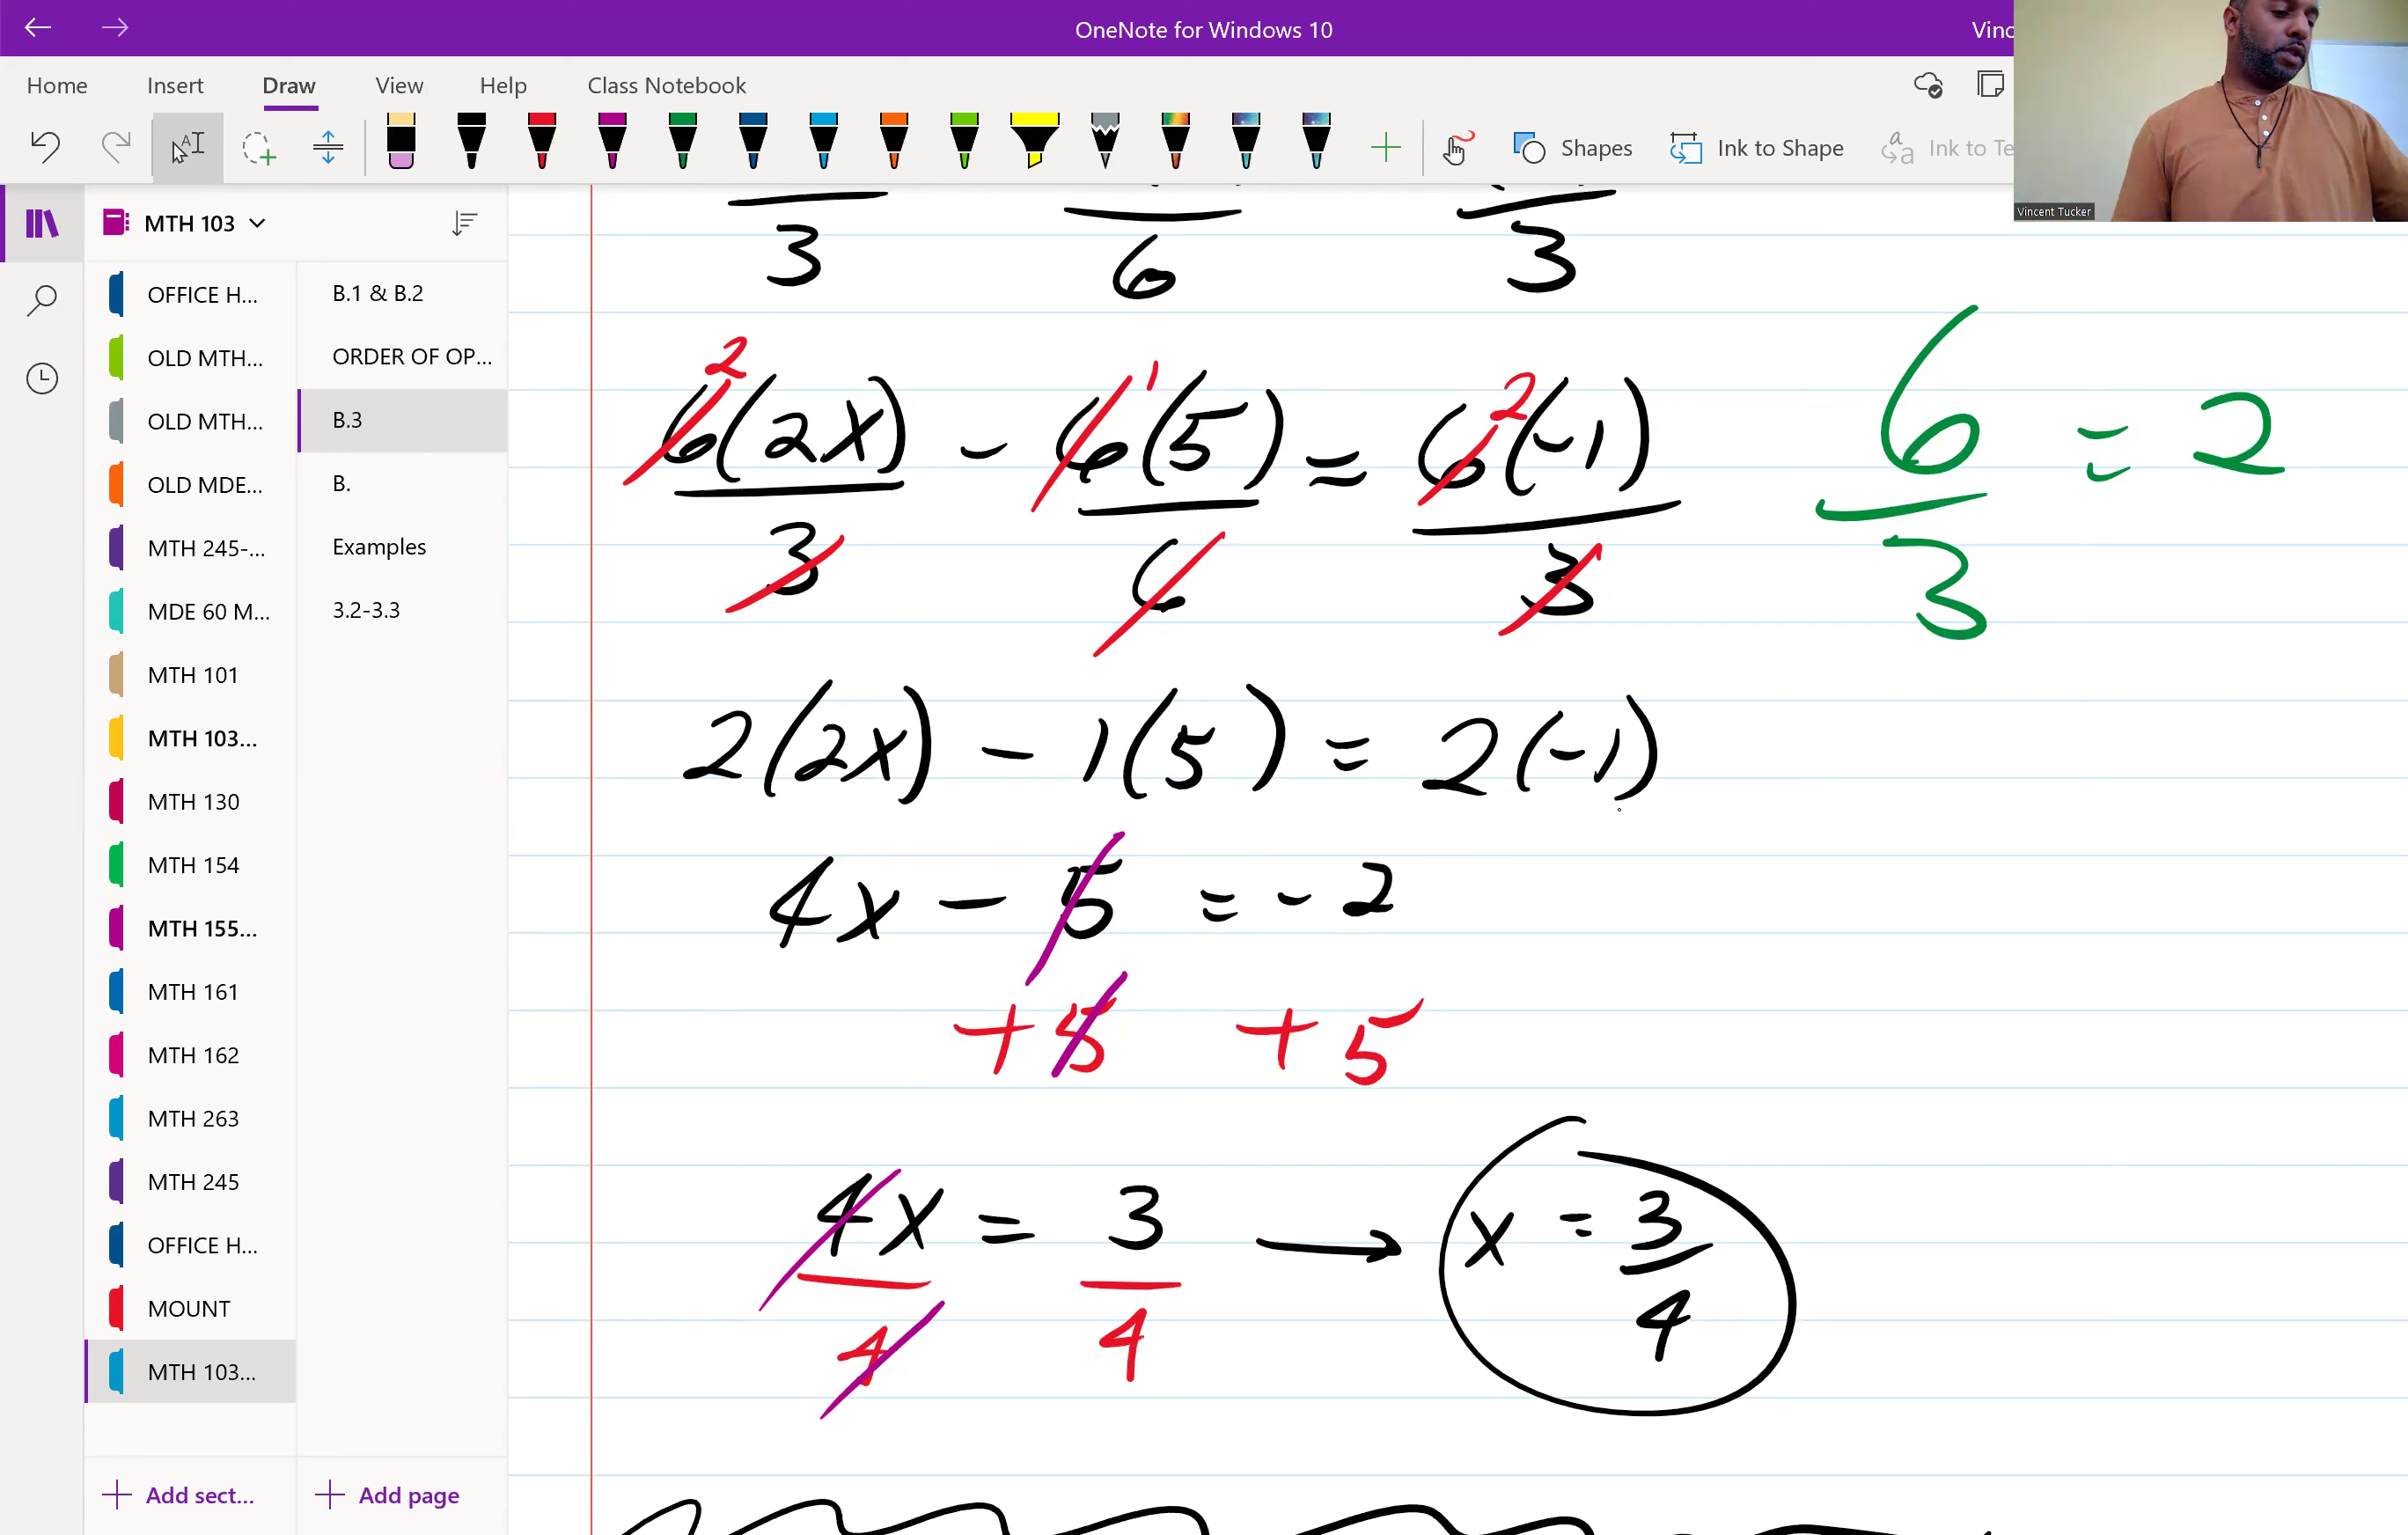 OneNote for Windows 10
Vinc
Home Insert Draw View Help Class Notebook
Shapes Ink to Shape Ink to Te
Vincent Tucker
MTH 103
OFFICE H...
OLD MTH...
OLD MTH...
OLD MDE...
MTH 245-...
MDE 60 M...
MTH 101
MTH 103...
MTH 130
MTH 154
MTH 155...
MTH 161
MTH 162
MTH 263
MTH 245
OFFICE H...
MOUNT
MTH 103...
Add sect...
B.1 & B.2
ORDER OF OP...
B.3
B.
Examples
3.2-3.3
Add page
3 6 3
2 1 2
6(2x) - 6(5) = 6(-1)
3 6 3
6 = 2
3
2(2x) - 1(5) = 2(-1)
4x - 5 = -2
+5 +5
4x = 3 → x = 3
4 4 4